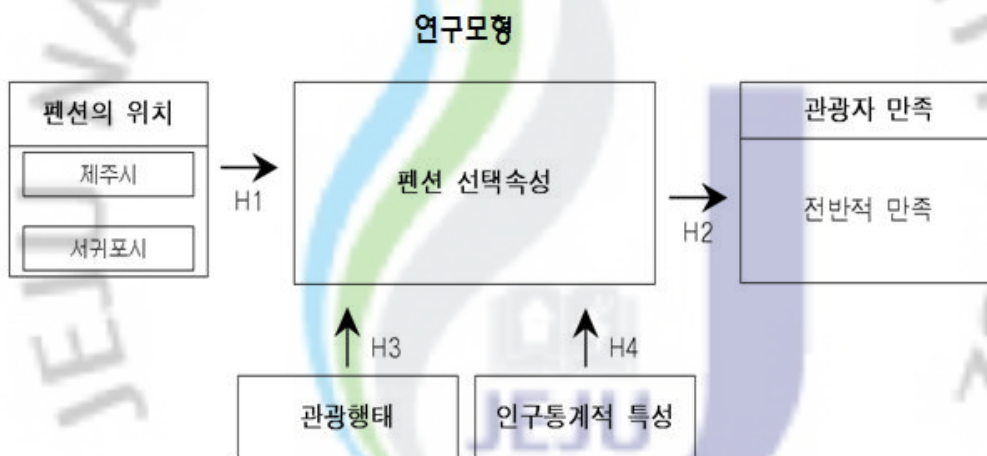 연구모형
펜션의 위치
제주시
서귀포시
H1
펜션 선택속성
H2
관광자 만족
전반적 만족
H3
H4
관광행태
인구통계적 특성
JEJU NA
JEJU